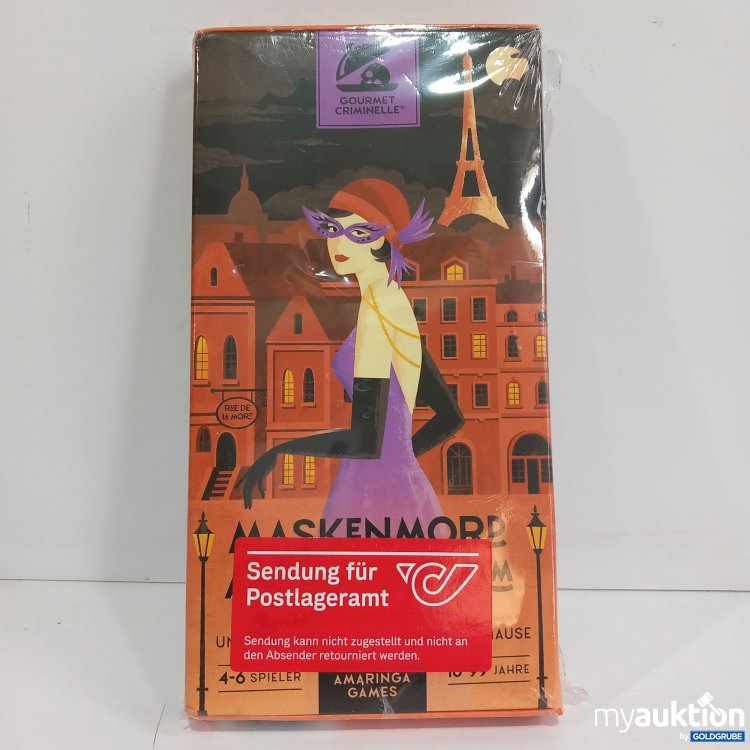 GOURMET
CRIMINELLE®
RUE DE
LA MORT
MASKENMORD
Sendung für
Postlageramt
Sendung kann nicht zugestellt und nicht an
den Absender retourniert werden.
HAUSE
4-6 SPIELER
JAHRE
AMARINGA
GAMES
myauktion
by GOLDGRUBE